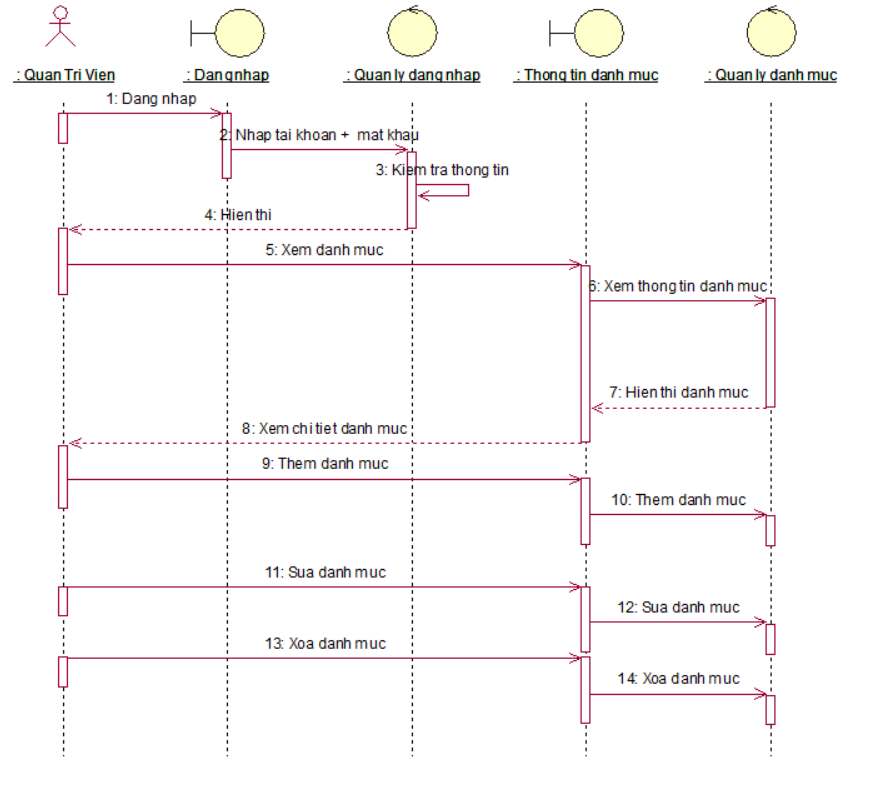 : Quan Tri Vien
: Dangnhap
: Quan ly dang nhap
: Thong tin danh muc
: Quan ly danh muc
1: Dang nhap
2: Nhap tai khoan + mat khau
3: Kiem tra thong tin
4: Hien thi
5: Xem danh muc
6: Xem thong tin danh muc
7: Hien thi danh muc
8: Xem chi tiet danh muc
9: Them danh muc
10: Them danh muc
11: Sua danh muc
12: Sua danh muc
13: Xoa danh muc
14: Xoa danh muc